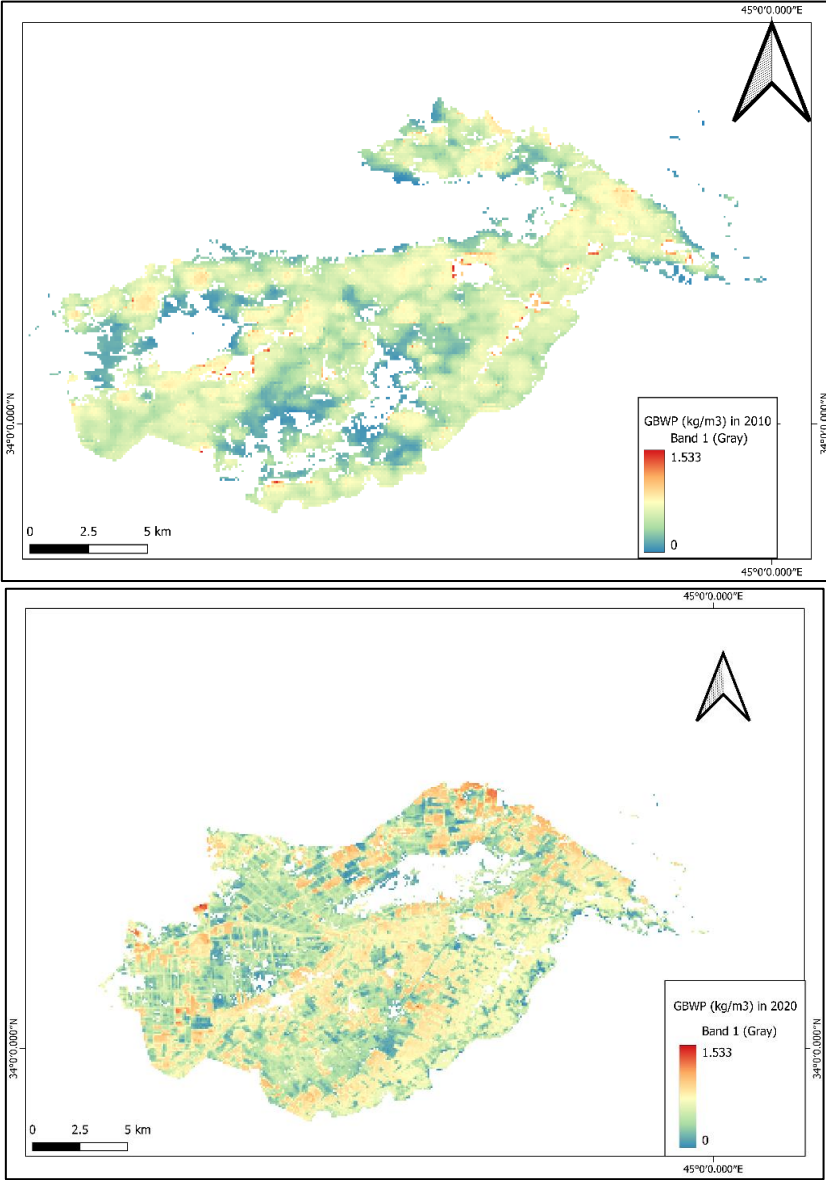 45°0′0.000″E
34°0′0.000″N
34°0′0.000″N
GBWP (kg/m3) in 2010
Band 1 (Gray)
1.533
0
0 2.5 5 km
45°0′0.000″E
45°0′0.000″E
34°0′0.000″N
34°0′0.000″N
GBWP (kg/m3) in 2020
Band 1 (Gray)
1.533
0
0 2.5 5 km
45°0′0.000″E